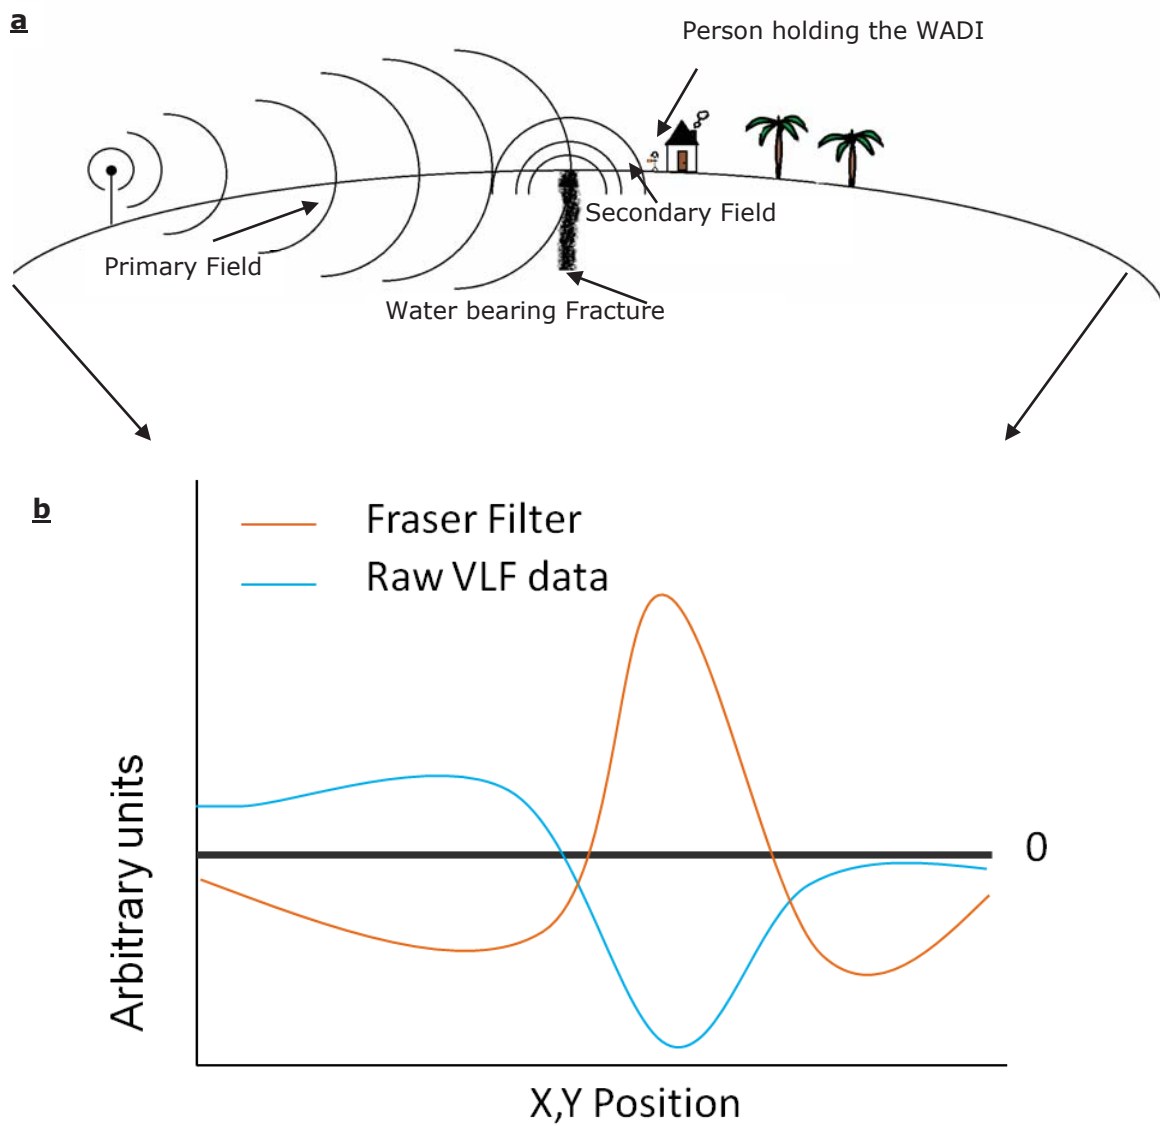 a
Person holding the WADI
Secondary Field
Primary Field
Water bearing Fracture
b
Fraser Filter
Raw VLF data
0
Arbitrary units
X,Y Position